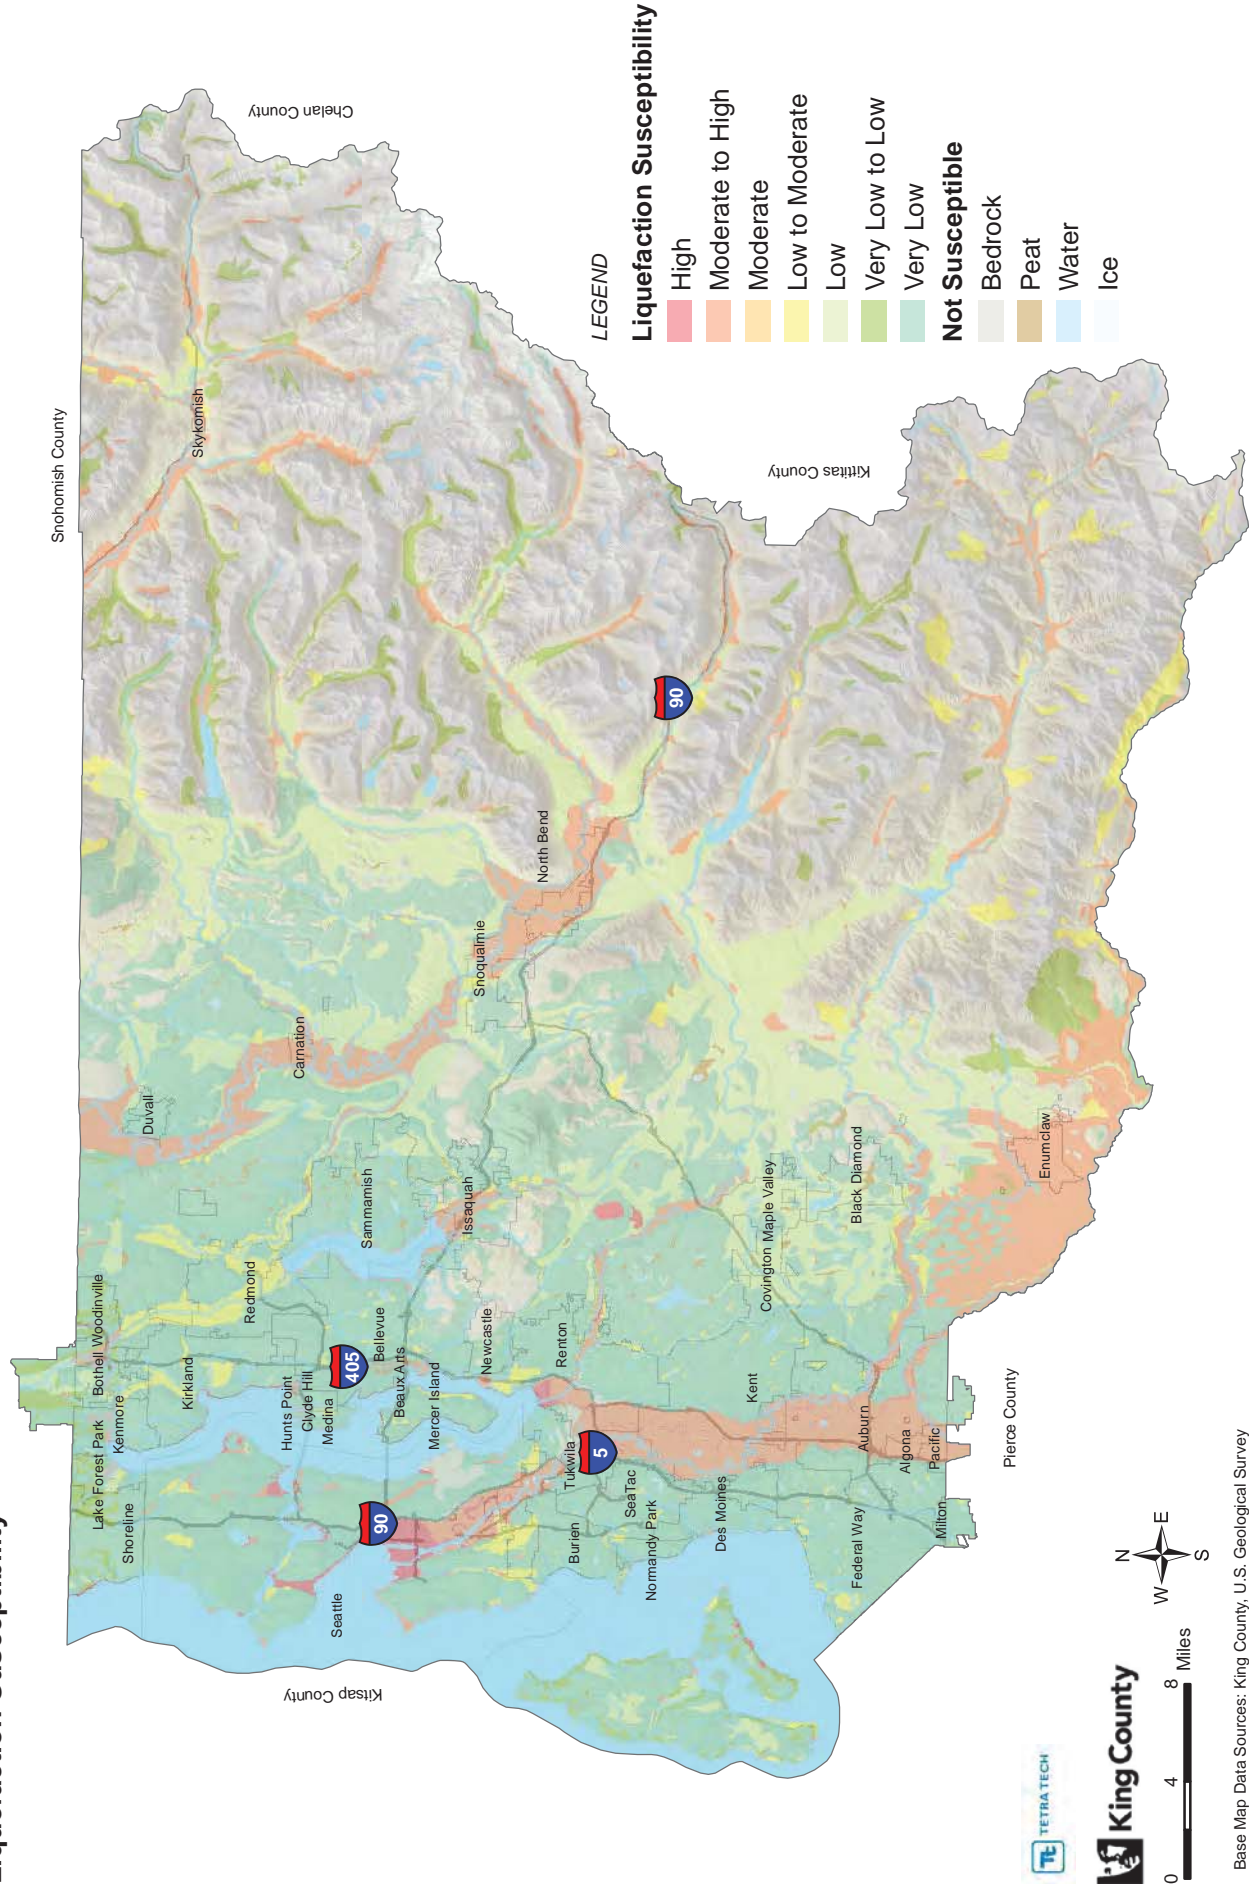 Liquefaction Susceptibility
Snohomish County
Chelan County
Kittitas County
Pierce County
Kitsap County
Skykomish
Duvall
Carnation
Snoqualmie
North Bend
Lake Forest Park
Bothell
Woodinville
Kenmore
Shoreline
Kirkland
Redmond
Sammamish
Hunts Point
Clyde Hill
Medina
405
Bellevue
Beaux Arts
Mercer Island
Issaquah
Newcastle
90
90
Seattle
Renton
Tukwila
5
SeaTac
Burien
Normandy Park
Des Moines
Kent
Covington
Maple Valley
Black Diamond
Federal Way
Auburn
Algona
Pacific
Milton
Enumclaw
LEGEND
Liquefaction Susceptibility
High
Moderate to High
Moderate
Low to Moderate
Low
Very Low to Low
Very Low
Not Susceptible
Bedrock
Peat
Water
Ice
N
W E
S
Tt TETRA TECH
King County
0 4 8
Miles
Base Map Data Sources: King County, U.S. Geological Survey